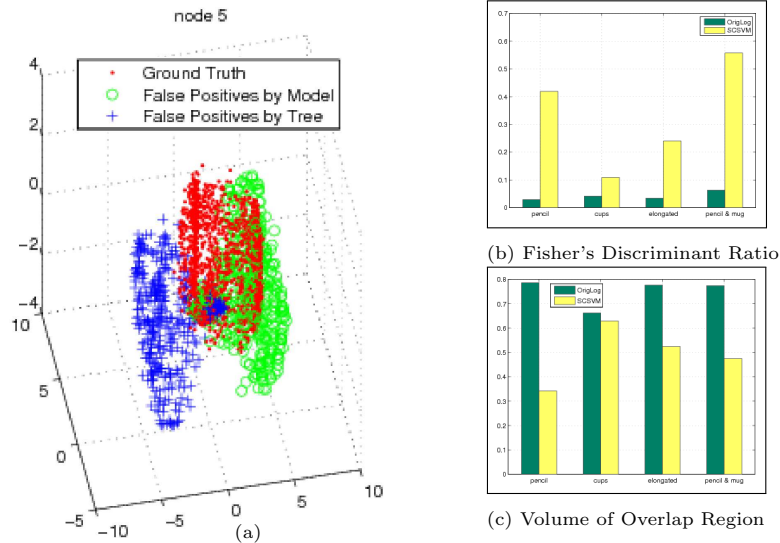 node 5
Ground Truth
False Positives by Model
False Positives by Tree
4
2
0
−2
−4
10
5
0
−5
−10
−5
0
5
10
(a)
0.7
0.6
0.5
0.4
0.3
0.2
0.1
0
OrigLog
SCSVM
pencil cups elongated pencil & mug
(b) Fisher's Discriminant Ratio
0.8
0.7
0.6
0.5
0.4
0.3
0.2
0.1
0
OrigLog
SCSVM
pencil cups elongated pencil & mug
(c) Volume of Overlap Region